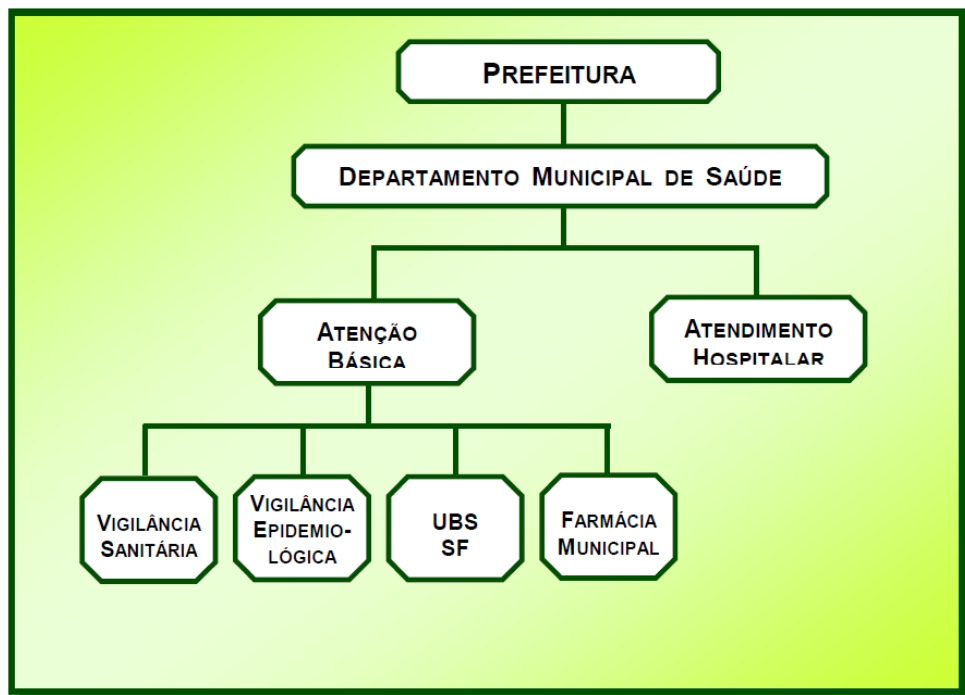 PREFEITURA
DEPARTAMENTO MUNICIPAL DE SAÚDE
ATENÇÃO
BÁSICA
ATENDIMENTO
HOSPITALAR
VIGILÂNCIA
SANITÁRIA
VIGILÂNCIA
EPIDEMIO-
LÓGICA
UBS
SF
FARMÁCIA
MUNICIPAL